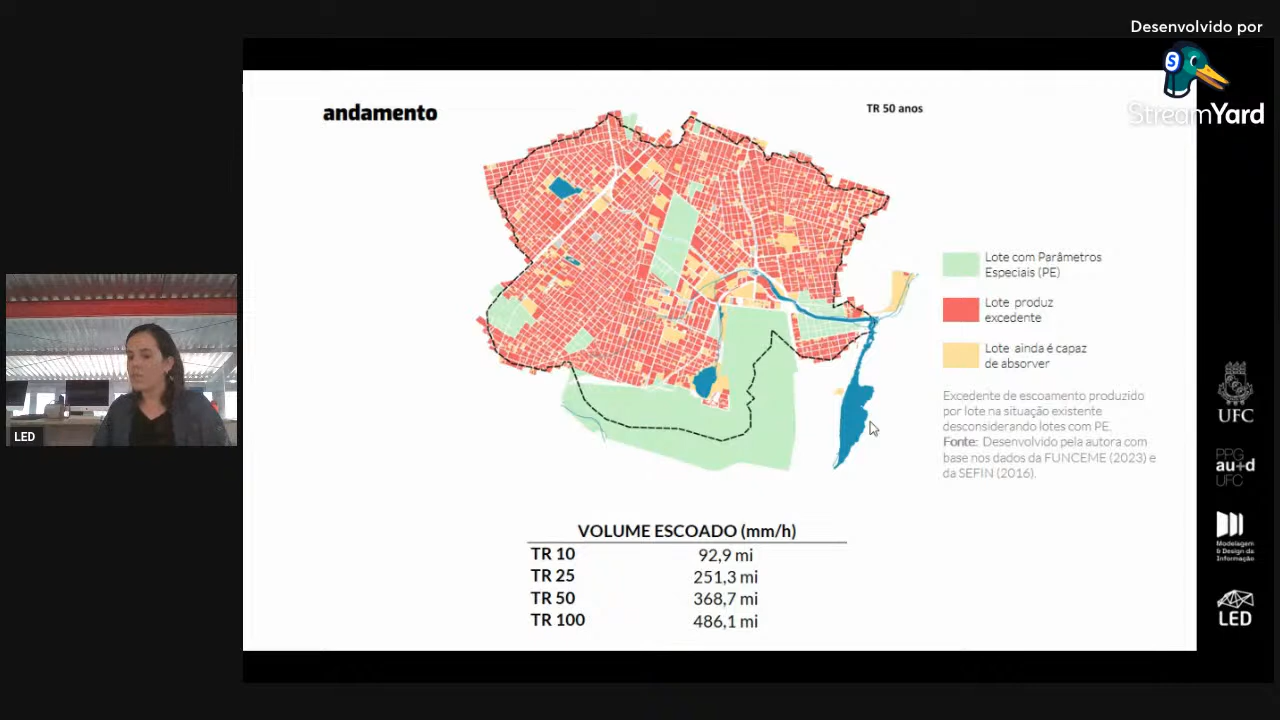 Desenvolvido por
StreamYard
andamento
TR 50 anos
Lote com Parâmetros
Especiais (PE)
Lote produz
excedente
Lote ainda é capaz
de absorver
Excedente de escoamento produzido
por lote na situação existente
desconsiderando lotes com PE.
Fonte: Desenvolvido pela autora com
base nos dados da FUNCEME (2023) e
da SEFIN (2016).
VOLUME ESCOADO (mm/h)
TR 10 92,9 mi
TR 25 251,3 mi
TR 50 368,7 mi
TR 100 486,1 mi
LED
UFC
PPG
au+d
UFC
Modelagem
& Design da
Informação
LED